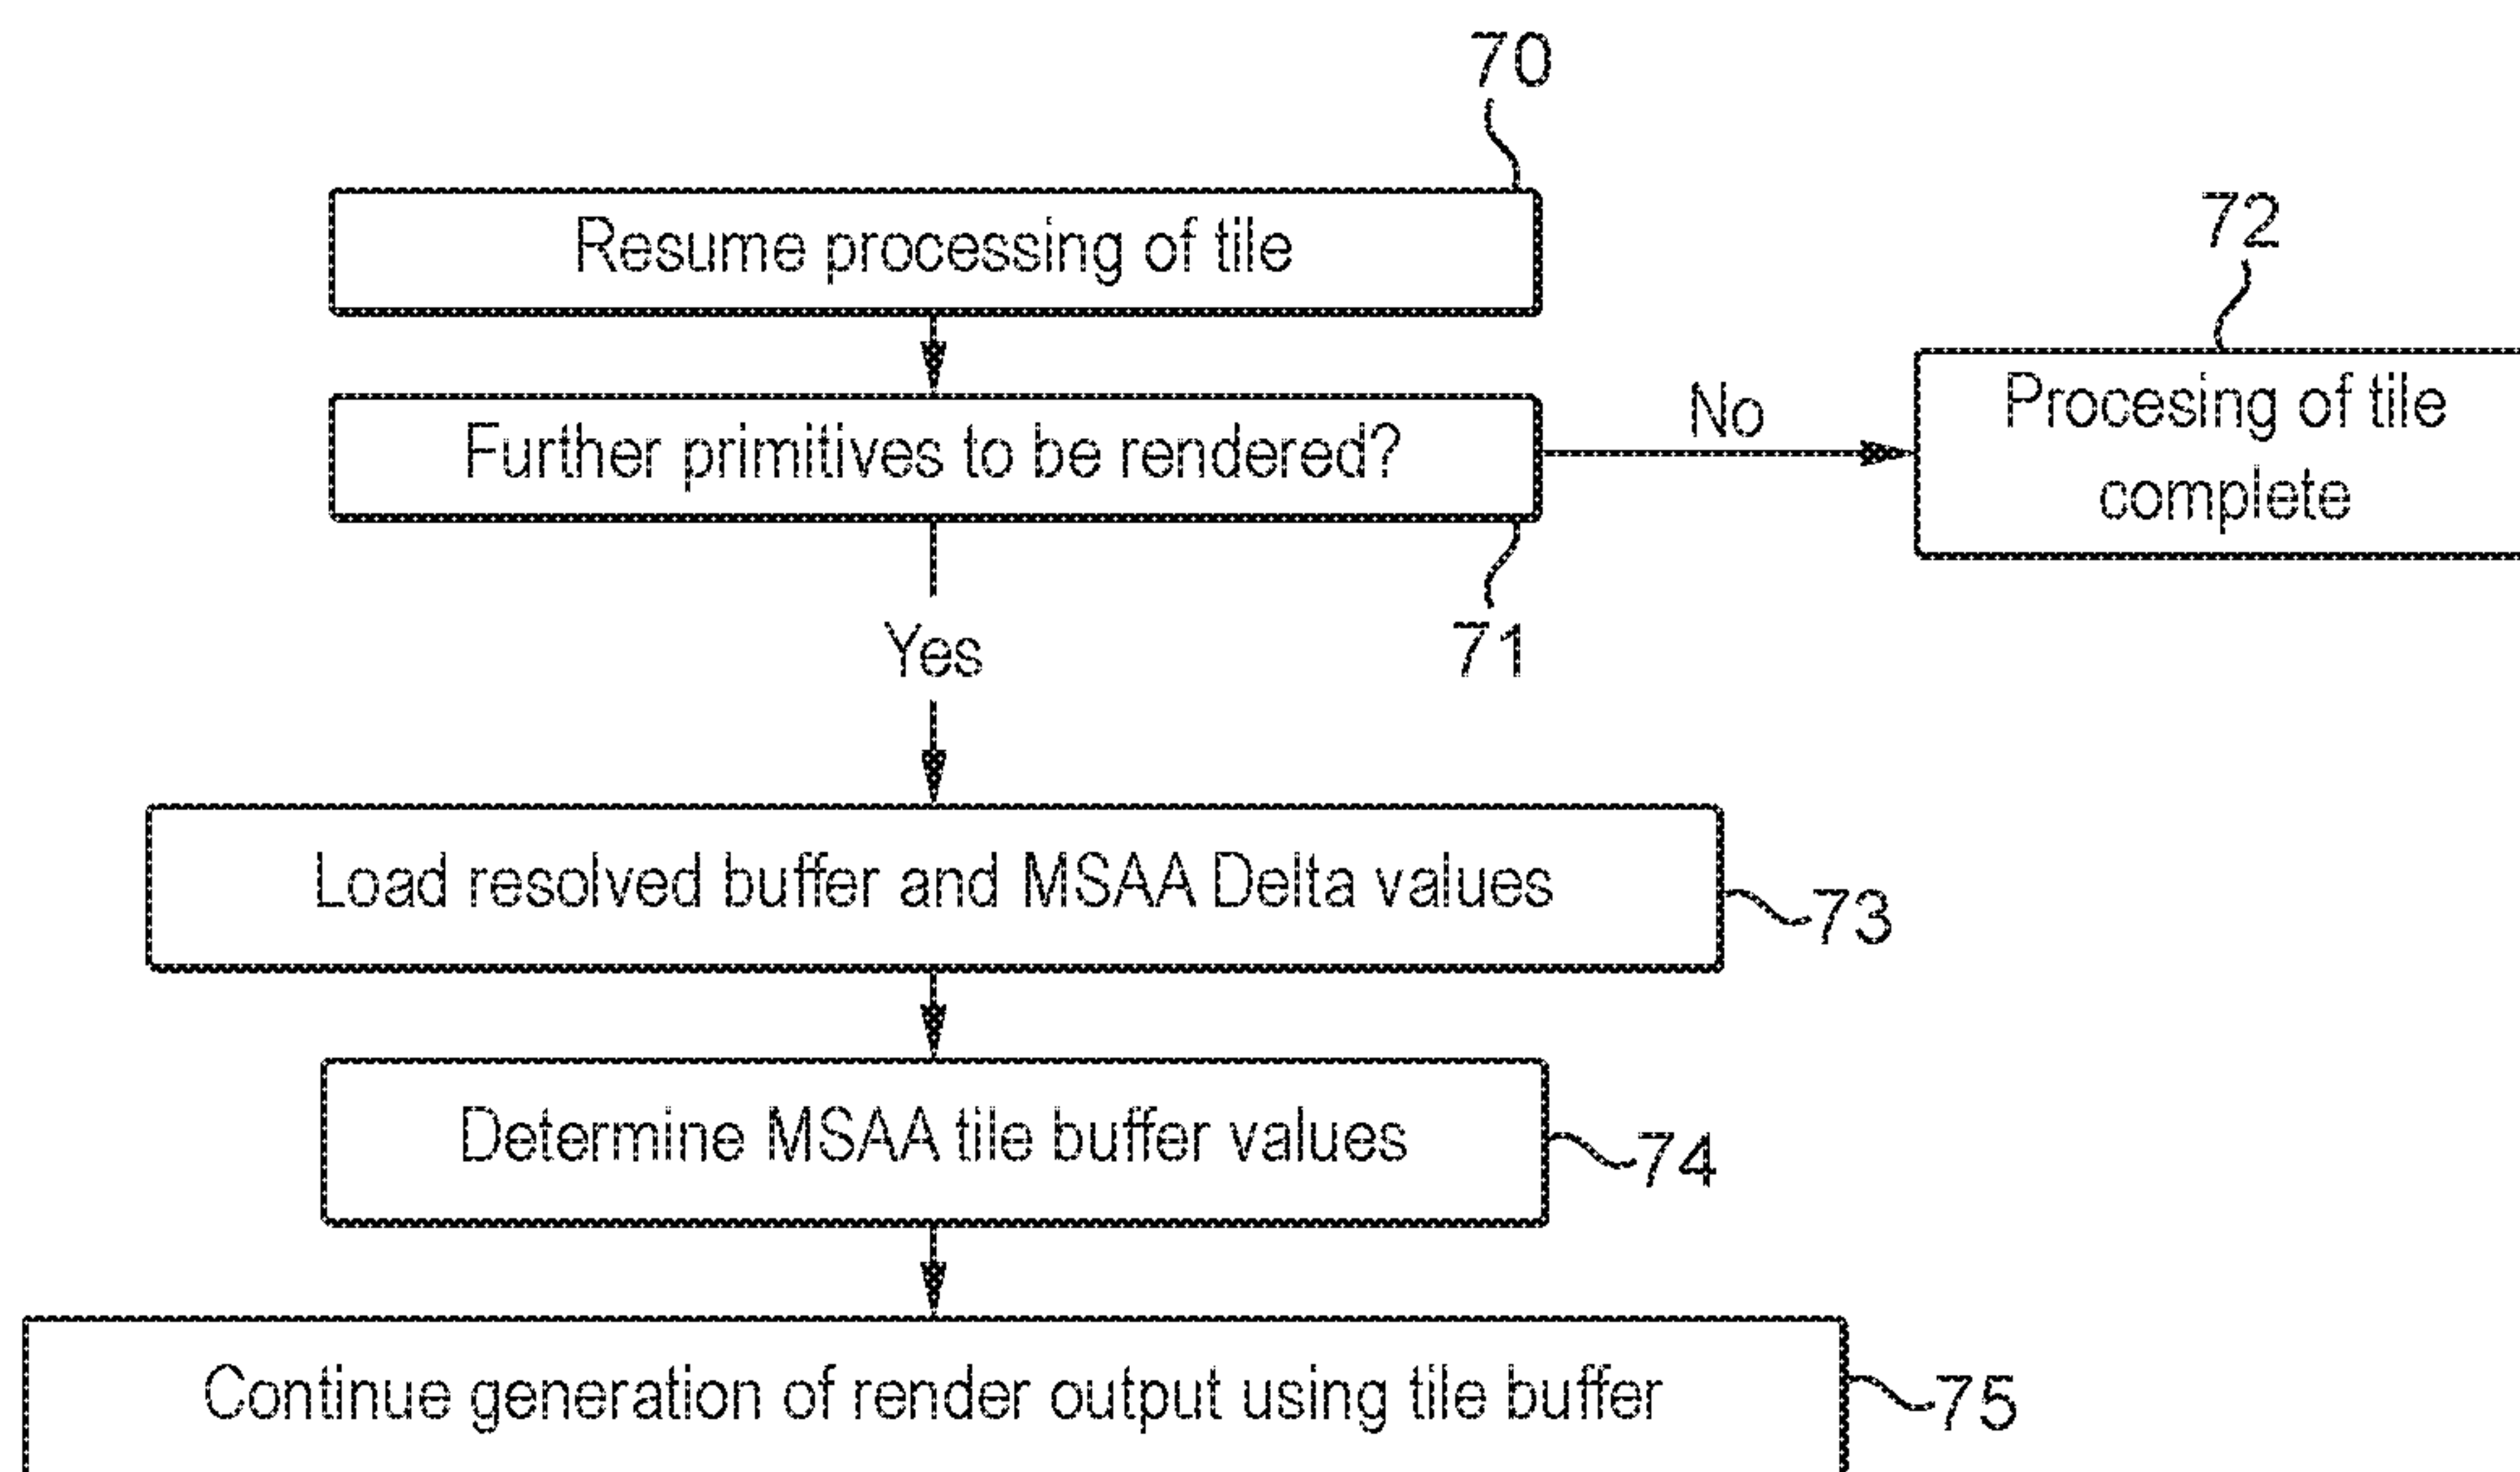 70
Resume processing of tile
72
Procesing of tile
complete
No
Further primitives to be rendered?
71
Yes
Load resolved buffer and MSAA Delta values
73
Determine MSAA tile buffer values
74
Continue generation of render output using tile buffer
75